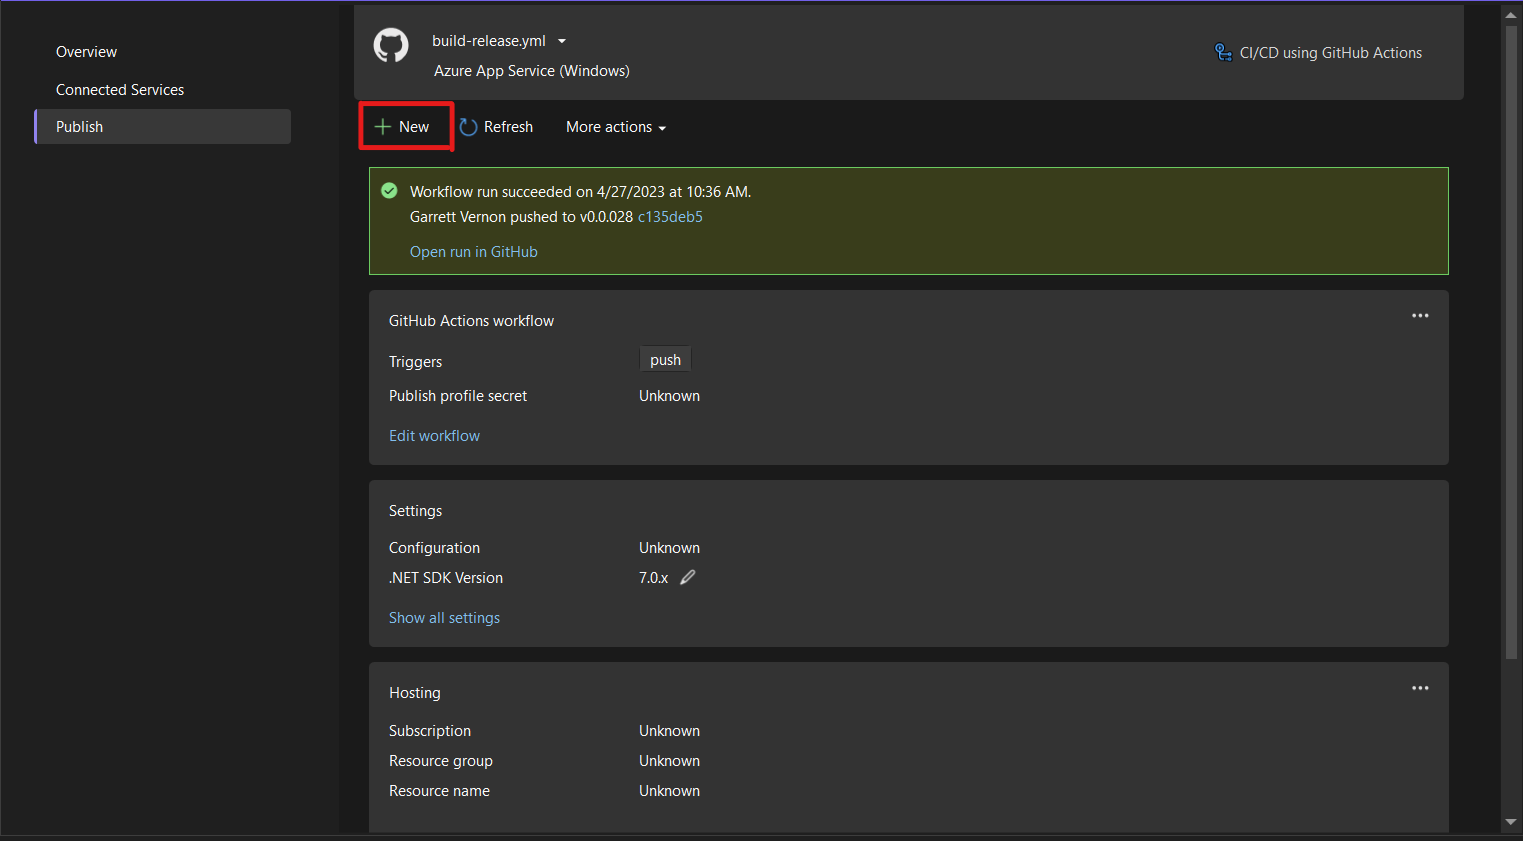 Overview
Connected Services
Publish
build-release.yml
Azure App Service (Windows)
CI/CD using GitHub Actions
New
Refresh
More actions
Workflow run succeeded on 4/27/2023 at 10:36 AM.
Garrett Vernon pushed to v0.0.028 c135deb5
Open run in GitHub
GitHub Actions workflow
Triggers push
Publish profile secret Unknown
Edit workflow
Settings
Configuration Unknown
.NET SDK Version 7.0.x
Show all settings
Hosting
Subscription Unknown
Resource group Unknown
Resource name Unknown